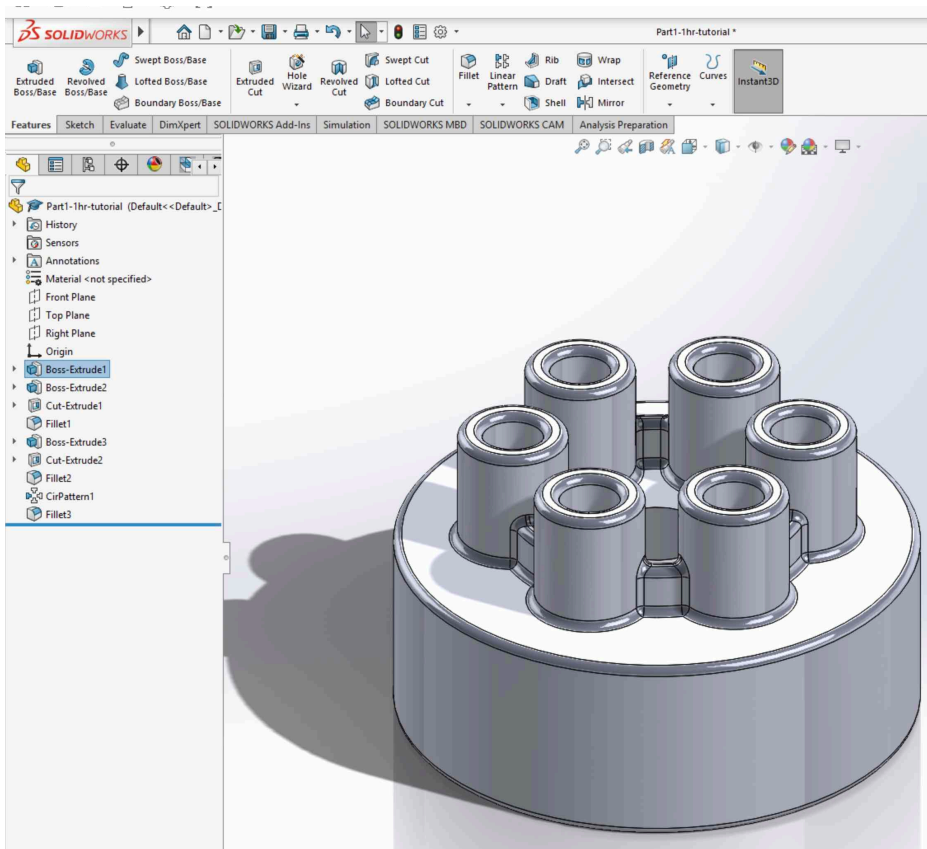 SOLIDWORKS
Part1-1hr-tutorial *
Extruded Boss/Base
Revolved Boss/Base
Swept Boss/Base
Lofted Boss/Base
Boundary Boss/Base
Extruded Cut
Hole Wizard
Revolved Cut
Swept Cut
Lofted Cut
Boundary Cut
Fillet
Linear Pattern
Rib
Draft
Shell
Wrap
Intersect
Mirror
Reference Geometry
Curves
Instant3D
Features
Sketch
Evaluate
DimXpert
SOLIDWORKS Add-Ins
Simulation
SOLIDWORKS MBD
SOLIDWORKS CAM
Analysis Preparation
Part1-1hr-tutorial (Default<<Default>_D
History
Sensors
Annotations
Material <not specified>
Front Plane
Top Plane
Right Plane
Origin
Boss-Extrude1
Boss-Extrude2
Cut-Extrude1
Fillet1
Boss-Extrude3
Cut-Extrude2
Fillet2
CirPattern1
Fillet3